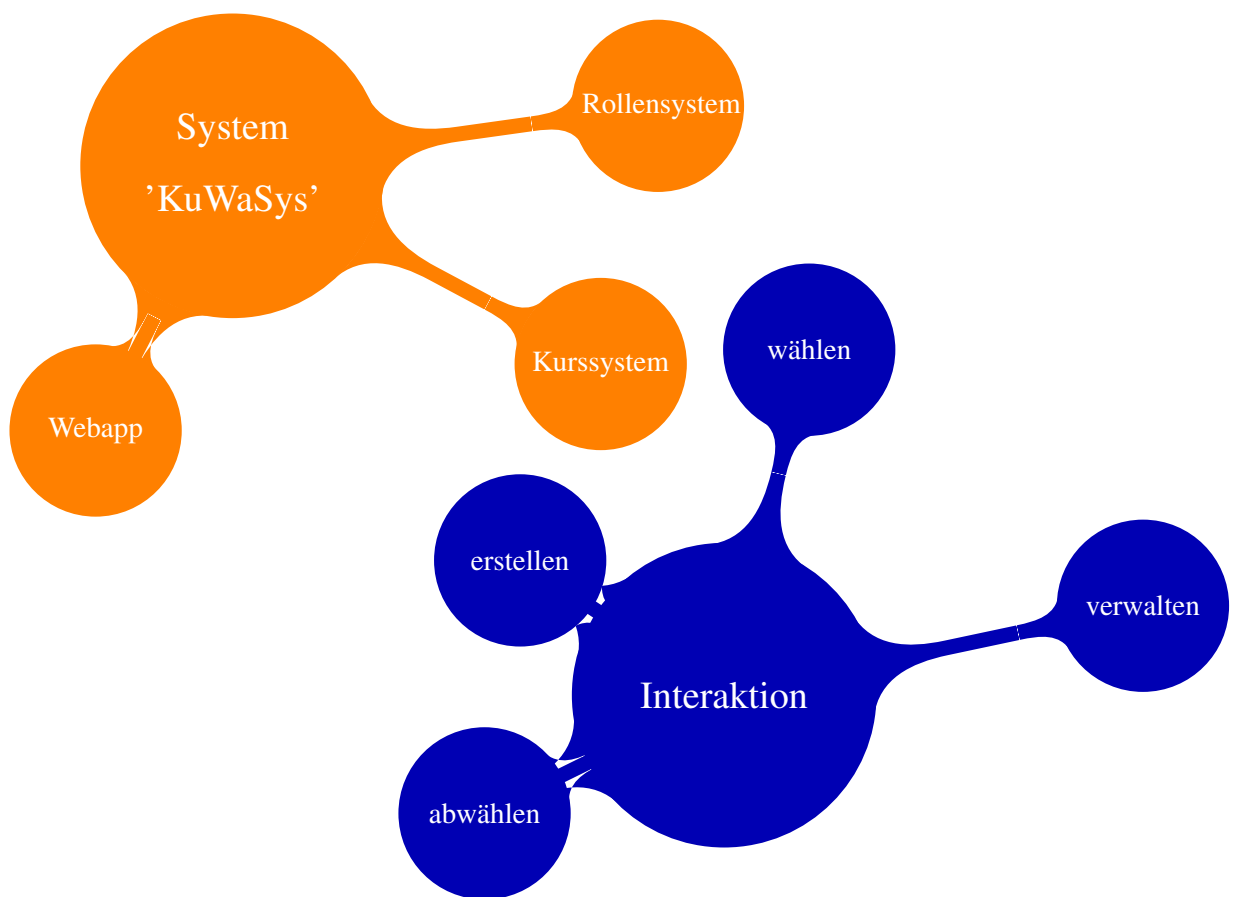 System
’KuWaSys’
Rollensystem
Kurssystem
Webapp
wählen
erstellen
verwalten
Interaktion
abwählen